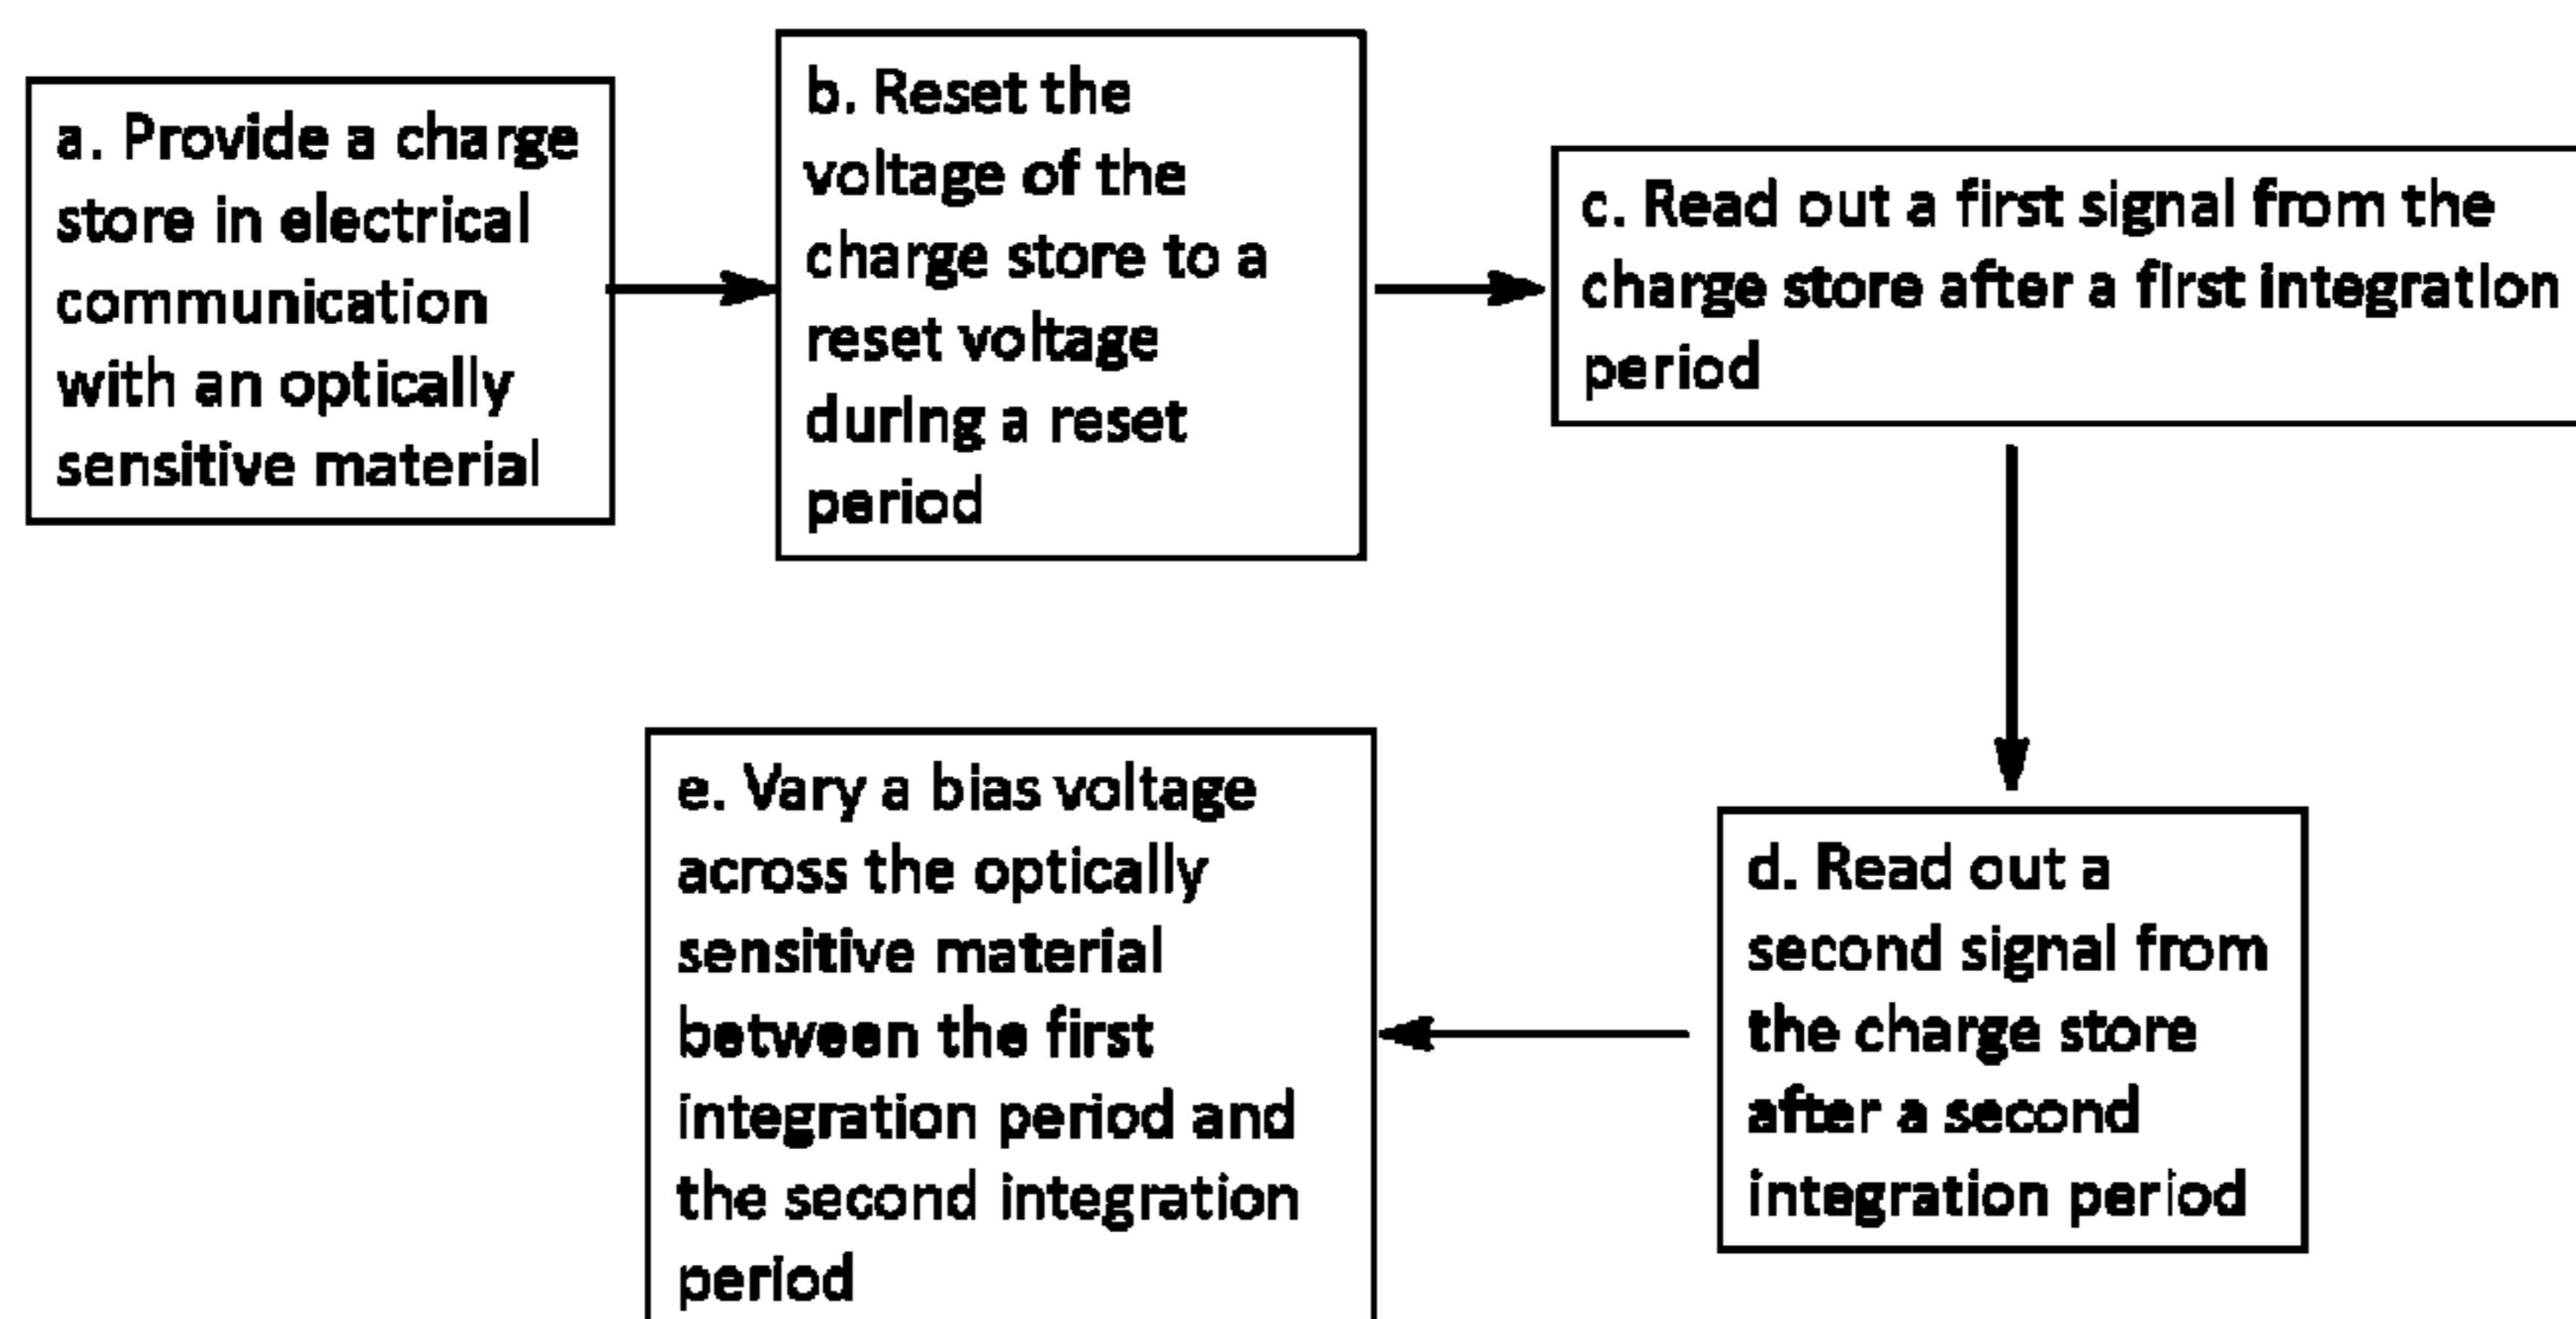 a. Provide a charge
store in electrical
communication
with an optically
sensitive material
b. Reset the
voltage of the
charge store to a
reset voltage
during a reset
period
c. Read out a first signal from the
charge store after a first integration
period
d. Read out a
second signal from
the charge store
after a second
integration period
e. Vary a bias voltage
across the optically
sensitive material
between the first
integration period and
the second integration
period